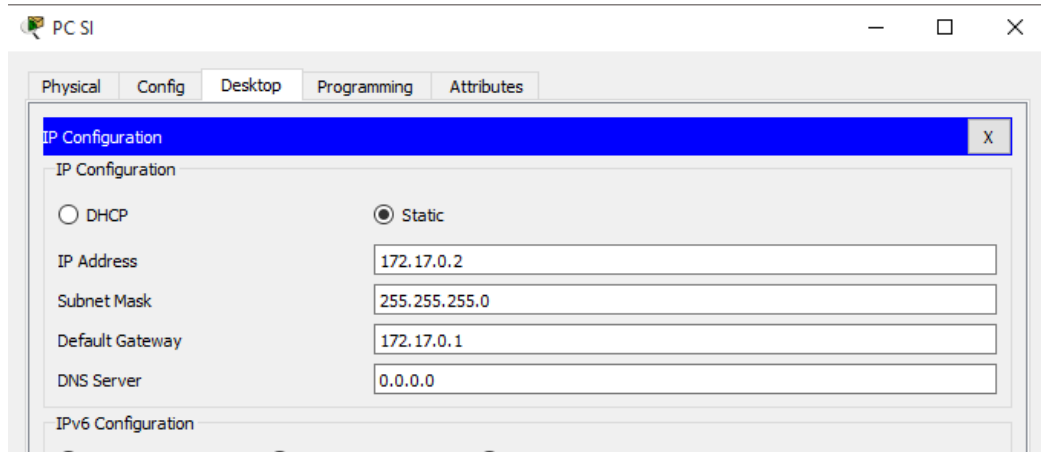 PC SI
Physical Config Desktop Programming Attributes
IP Configuration X
IP Configuration
DHCP Static
IP Address 172.17.0.2
Subnet Mask 255.255.255.0
Default Gateway 172.17.0.1
DNS Server 0.0.0.0
IPv6 Configuration